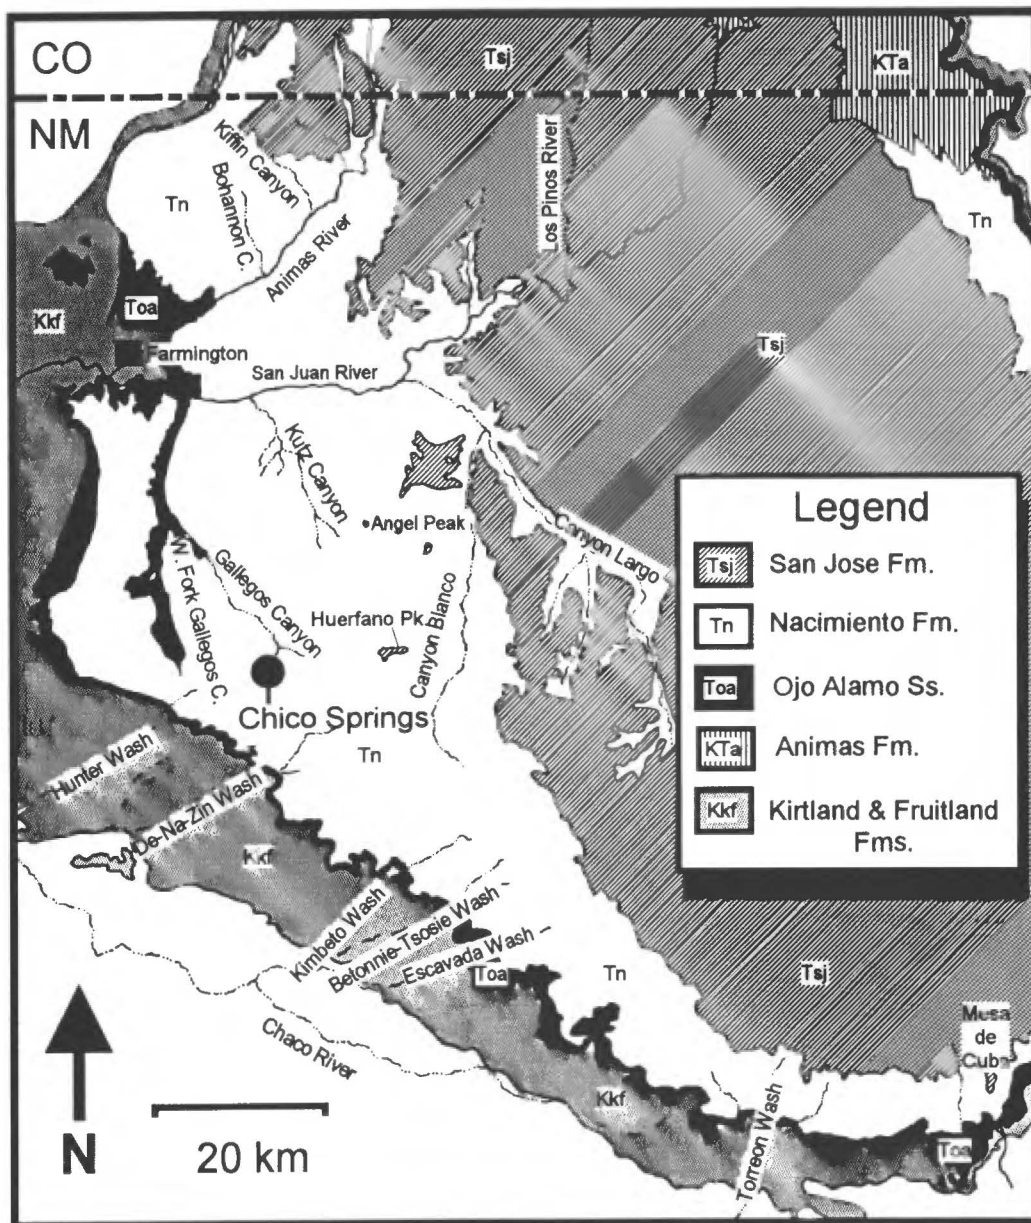 CO
NM
Tsj
KTa
Kiffin Canyon
Bohannon C.
Tn
Animas River
Los Pinos River
Tn
Kkf
Toa
Farmington
San Juan River
Tsj
Kutz Canyon
Angel Peak
Canyon Largo
W. Fork Gallegos C.
Gallegos Canyon
Huerfano Pk.
Canyon Blanco
Chico Springs
Tn
Hunter Wash
De-Na-Zin Wash
Kkf
Kimbeto Wash
Betonnie-Tsosie Wash
Escavada Wash
Toa
Tn
Tsj
Chaco River
Kkf
Torreon Wash
Mesa
de
Cuba
Toa
N
20 km
Legend
Tsj San Jose Fm.
Tn Nacimiento Fm.
Toa Ojo Alamo Ss.
KTa Animas Fm.
Kkf Kirtland & Fruitland
Fms.